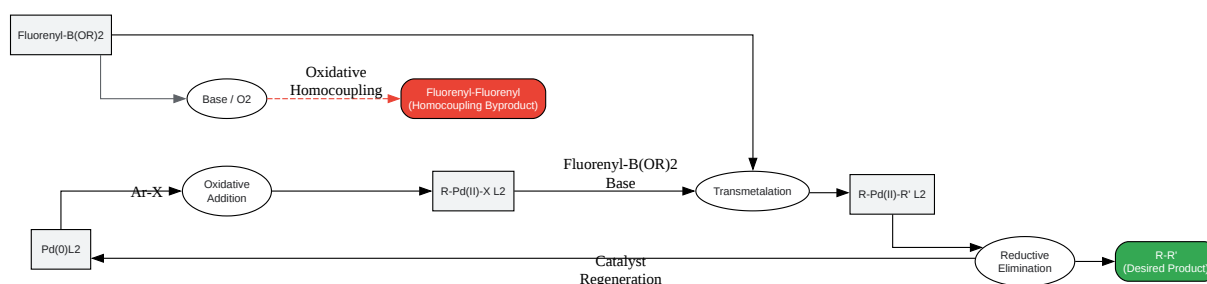 Fluorenyl-B(OR)2
Oxidative
Homocoupling
Base / O2
Fluorenyl-Fluorenyl
(Homocoupling Byproduct)
Fluorenyl-B(OR)2
Base
Ar-X
Oxidative
Addition
R-Pd(II)-X L2
Transmetalation
R-Pd(II)-R' L2
Pd(0)L2
Catalyst
Regeneration
Reductive
Elimination
R-R'
(Desired Product)